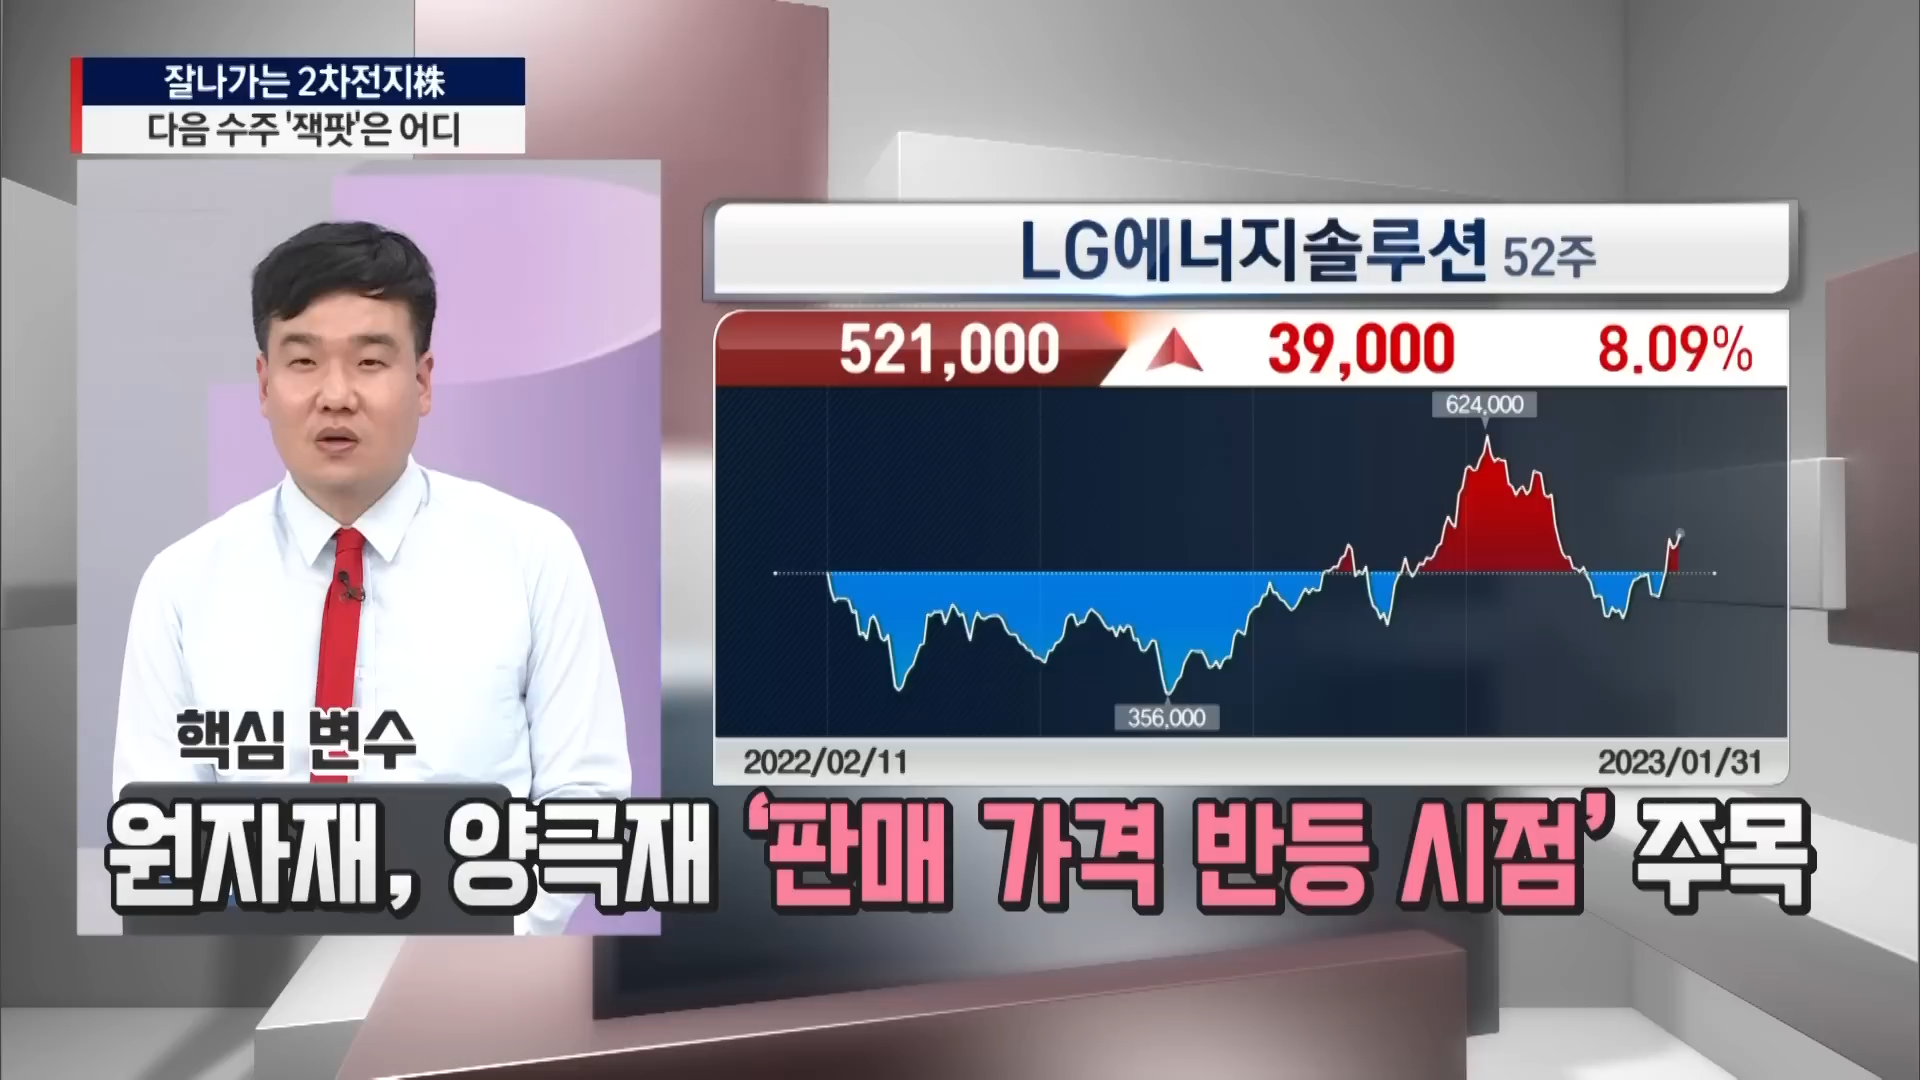 잘나가는 2차전지株
다음 수주 '잭팟'은 어디
LG에너지솔루션 52주
521,000 39,000 8.09%
624,000
356,000
2022/02/11 2023/01/31
핵심 변수
원자재, 양극재 '판매 가격 반등 시점' 주목